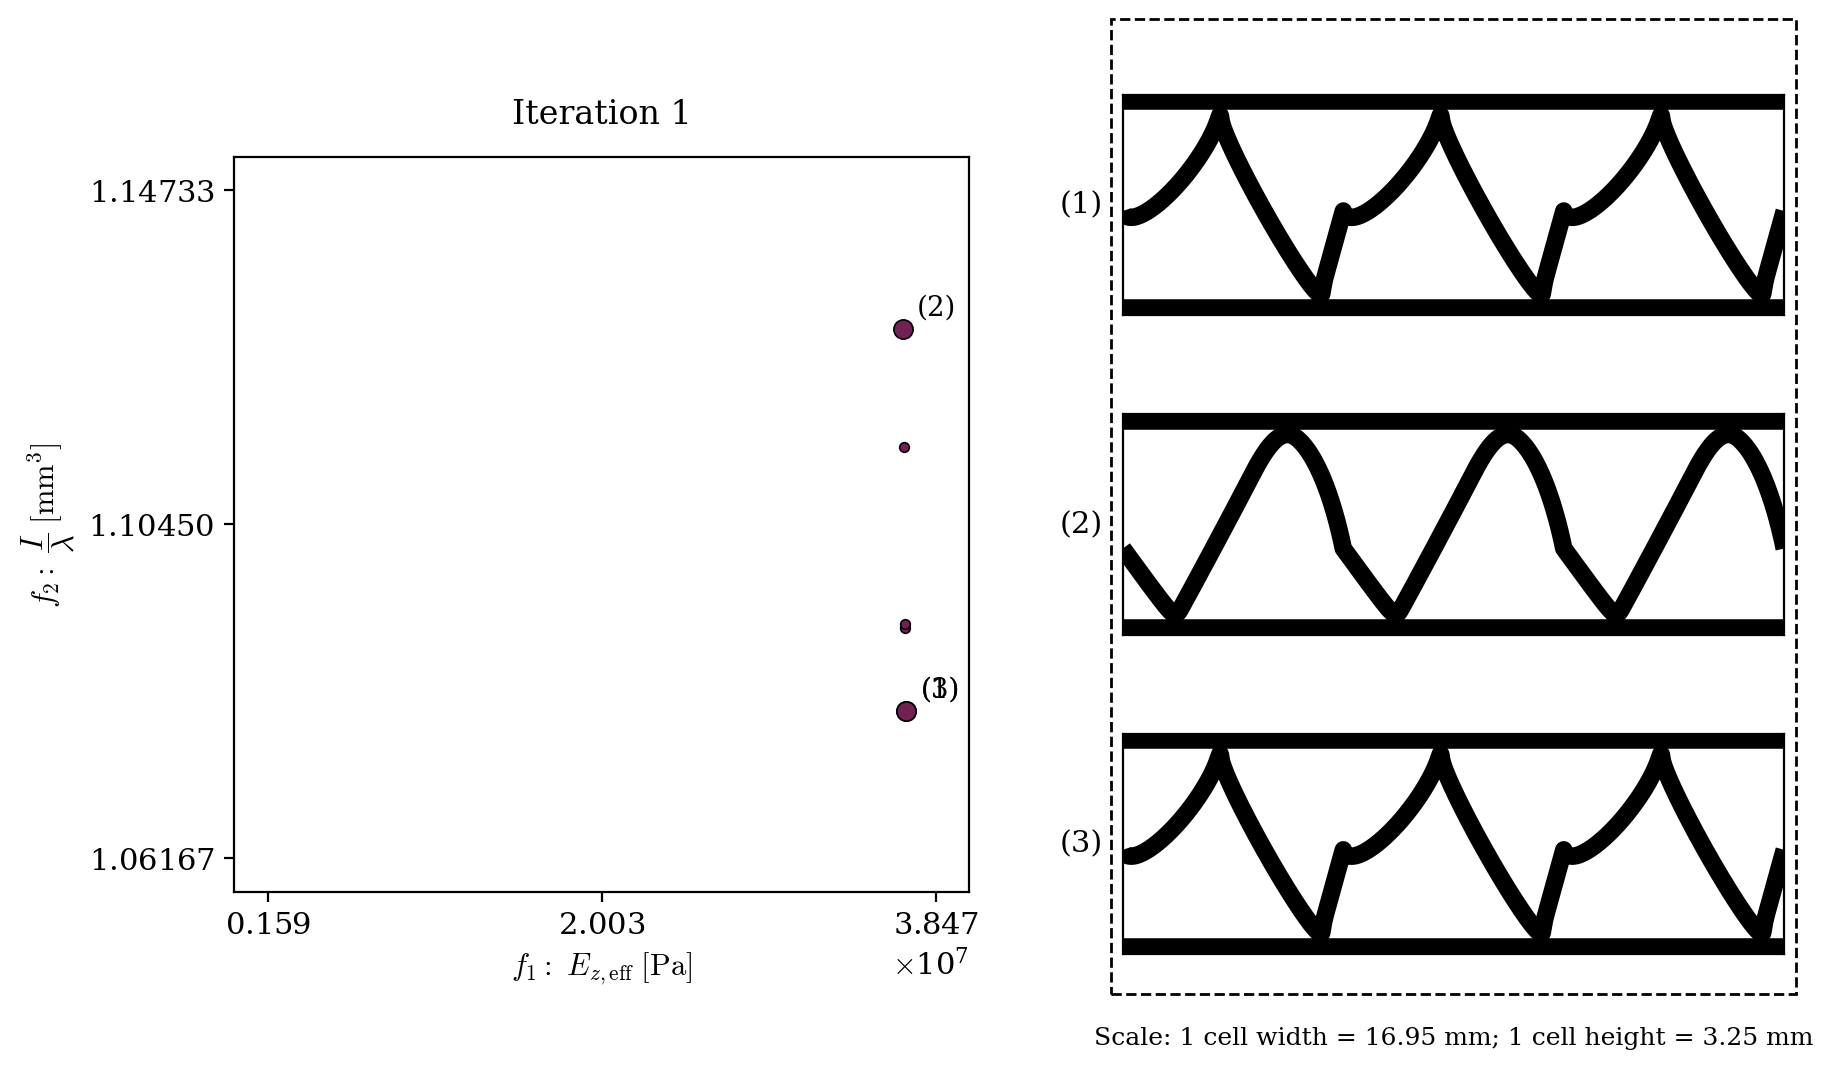 Iteration 1
1.14733
1.10450
1.06167
f₂ : I/λ [mm³]
(2)
(1)
(3)
0.159 2.003 3.847
×10⁷
f₁ : E_{z,eff} [Pa]
(1)
(2)
(3)
Scale: 1 cell width = 16.95 mm; 1 cell height = 3.25 mm